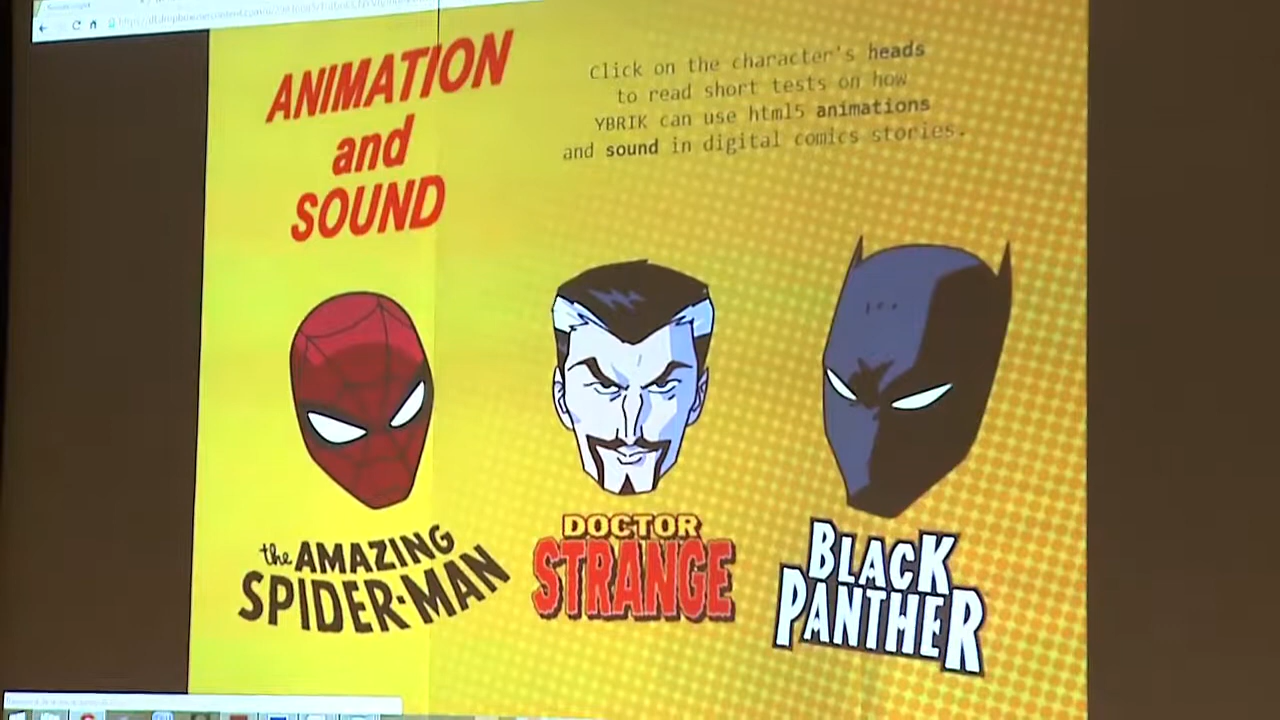 ANIMATION
and
SOUND
Click on the character's heads
to read short tests on how
YBRIK can use html5 animations
and sound in digital comics stories.
the AMAZING
SPIDER-MAN
DOCTOR
STRANGE
BLACK
PANTHER